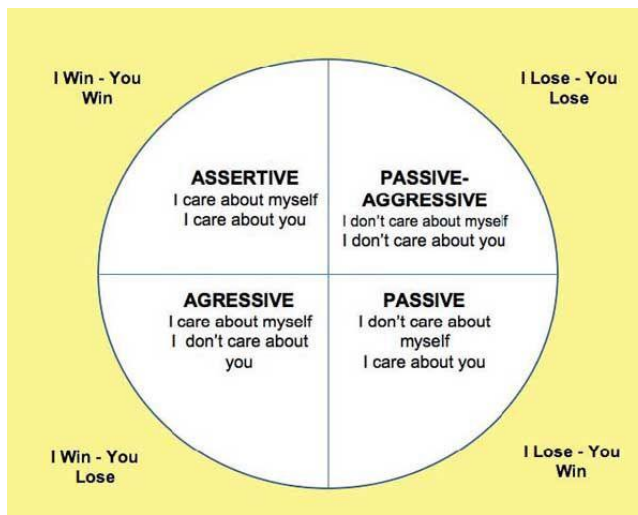 I Win - You
Win
I Lose - You
Lose
ASSERTIVE
I care about myself
I care about you
PASSIVE-
AGGRESSIVE
I don't care about myself
I don't care about you
AGRESSIVE
I care about myself
I don't care about
you
PASSIVE
I don't care about
myself
I care about you
I Win - You
Lose
I Lose - You
Win